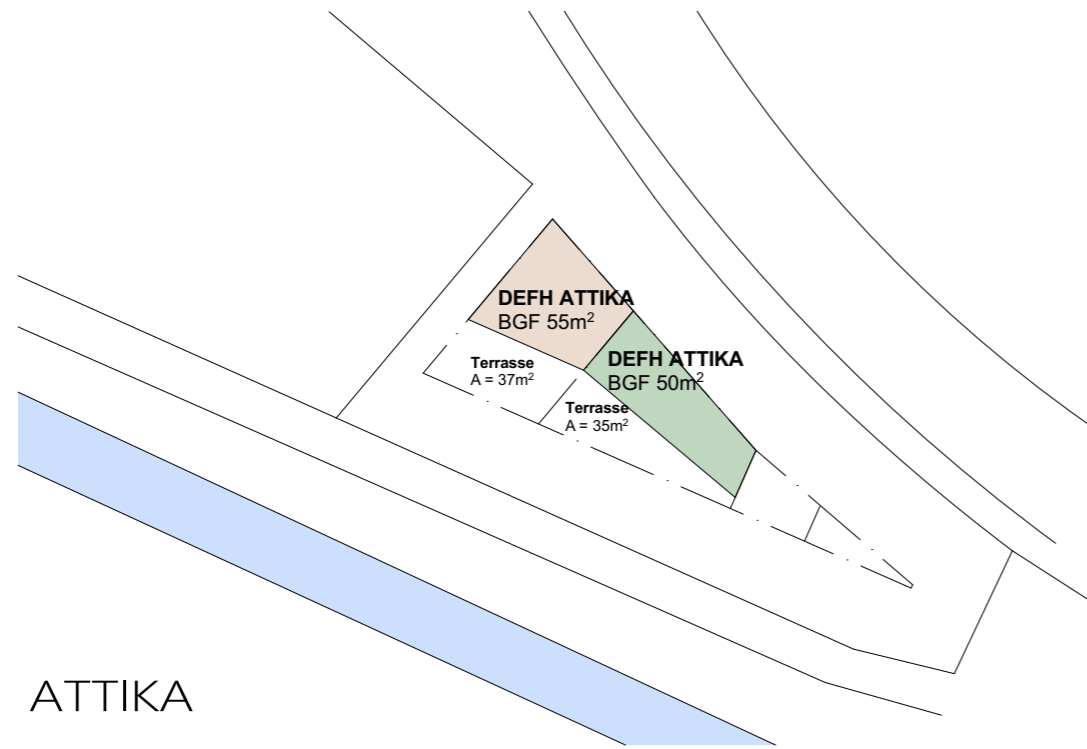 DEFH ATTIKA
BGF 55m²
DEFH ATTIKA
BGF 50m²
Terrasse
A = 37m²
Terrasse
A = 35m²
ATTIKA